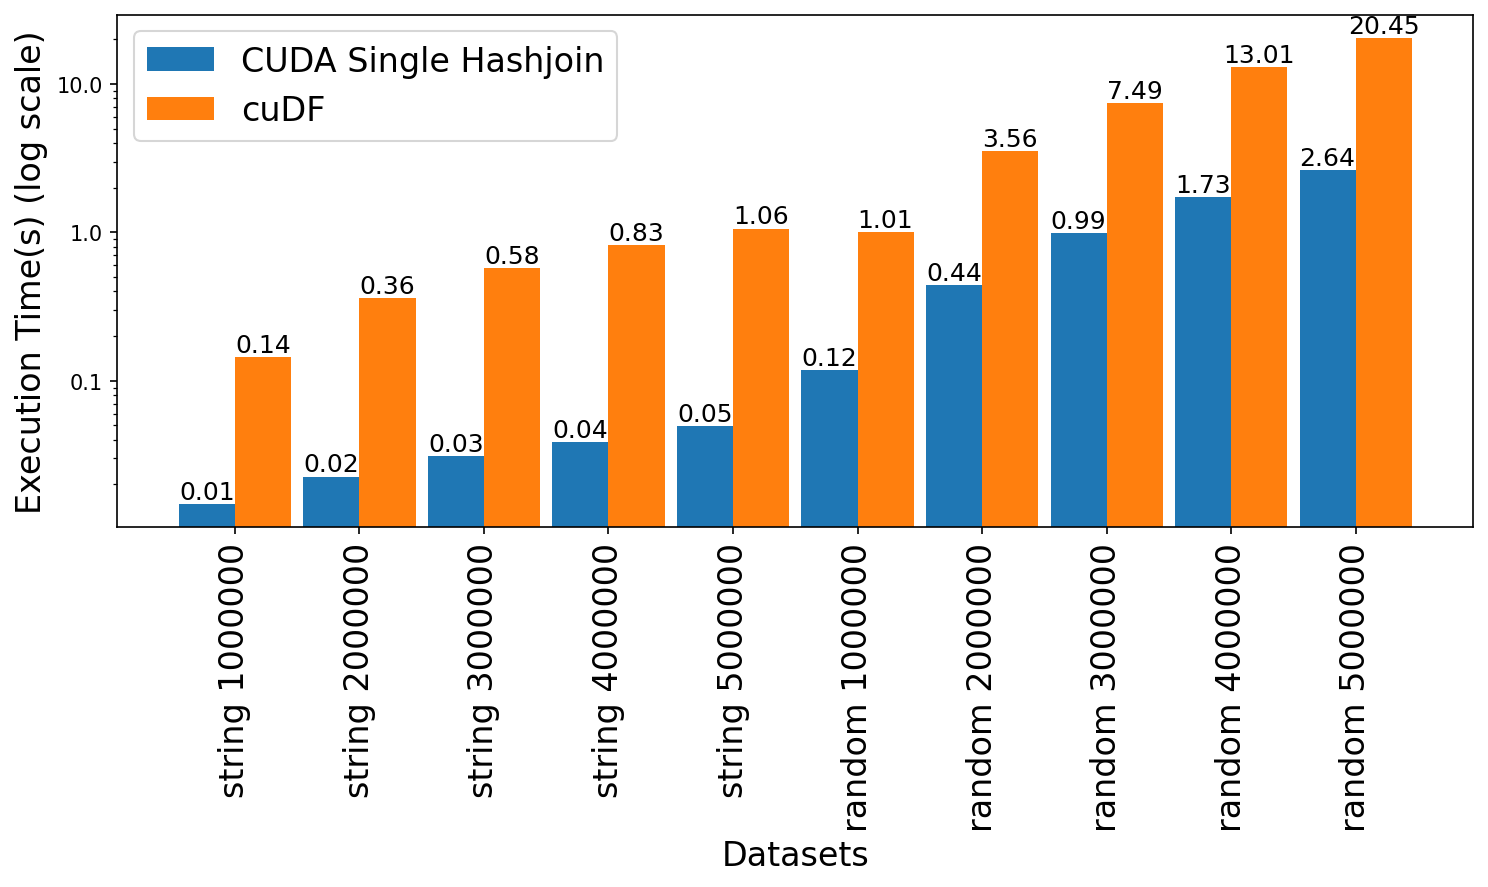 Execution Time(s) (log scale)
10.0
1.0
0.1
CUDA Single Hashjoin
cuDF
0.01
0.14
0.02
0.36
0.03
0.58
0.04
0.83
0.05
1.06
0.12
1.01
0.44
3.56
0.99
7.49
1.73
13.01
2.64
20.45
string 1000000
string 2000000
string 3000000
string 4000000
string 5000000
random 1000000
random 2000000
random 3000000
random 4000000
random 5000000
Datasets